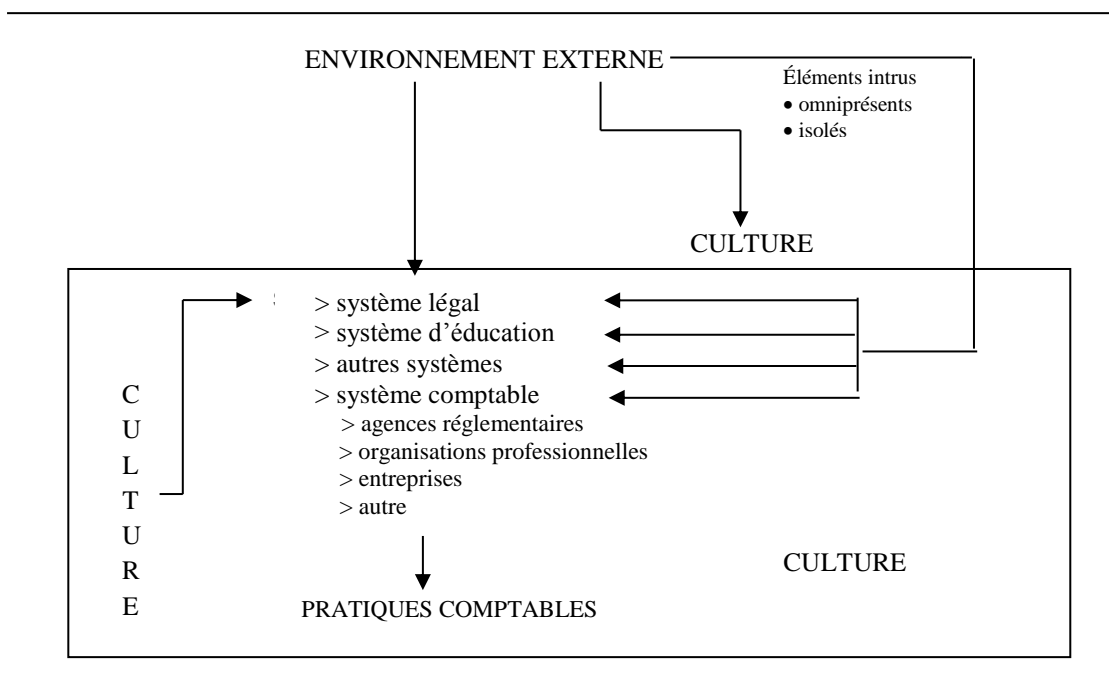 ENVIRONNEMENT EXTERNE
Éléments intrus
• omniprésents
• isolés
CULTURE
> système légal
> système d’éducation
> autres systèmes
> système comptable
> agences réglementaires
> organisations professionnelles
> entreprises
> autre
C
U
L
T
U
R
E
CULTURE
PRATIQUES COMPTABLES